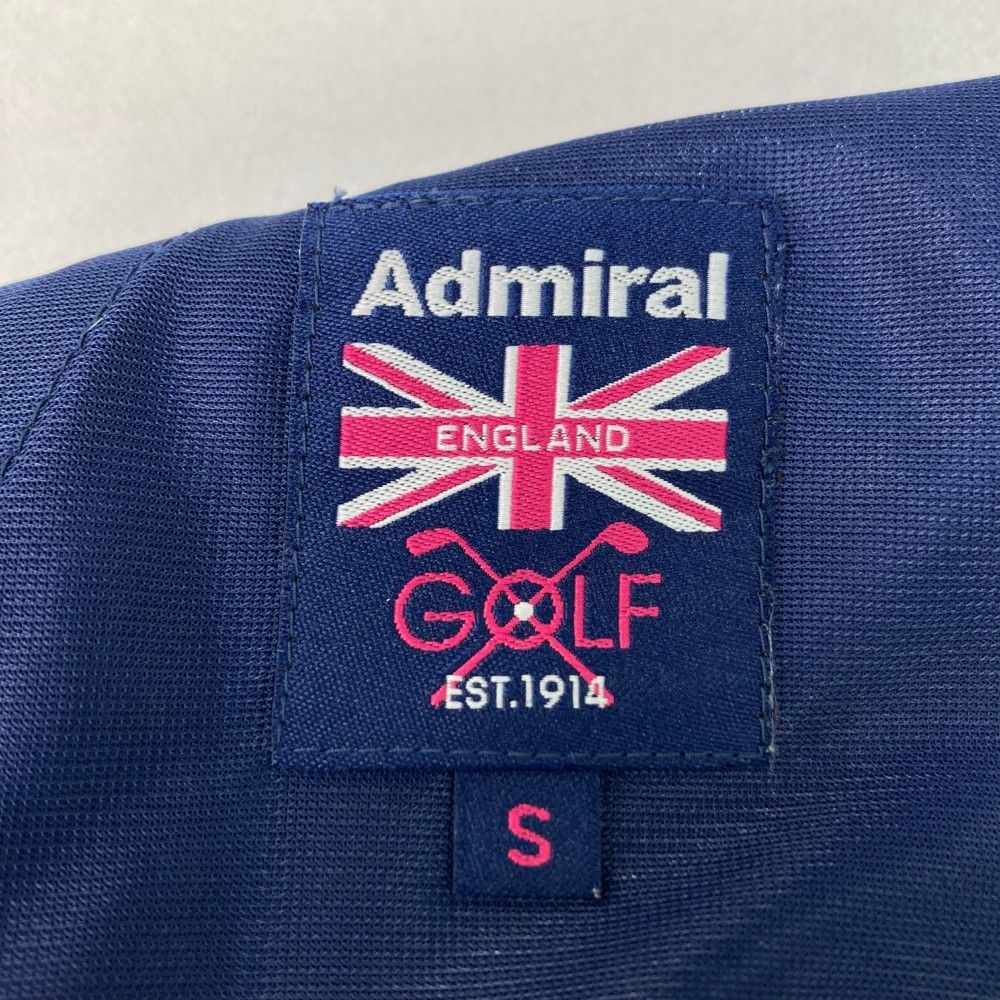 Admiral
ENGLAND
GOLF
EST.1914
S